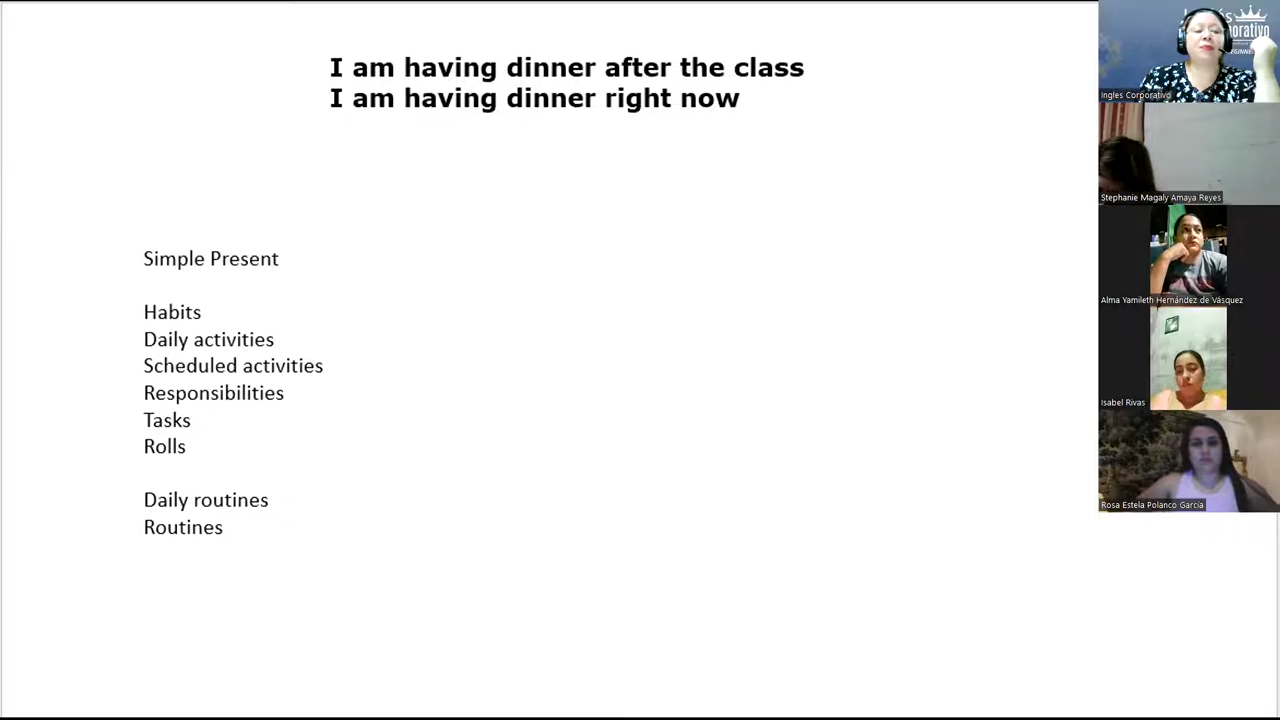 I am having dinner after the class
I am having dinner right now
Simple Present
Habits
Daily activities
Scheduled activities
Responsibilities
Tasks
Rolls
Daily routines
Routines
Ingles Corporativo
Stephanie Magaly Amaya Reyes
Alma Yamileth Hernández de Vásquez
Isabel Rivas
Rosa Estela Polanco García